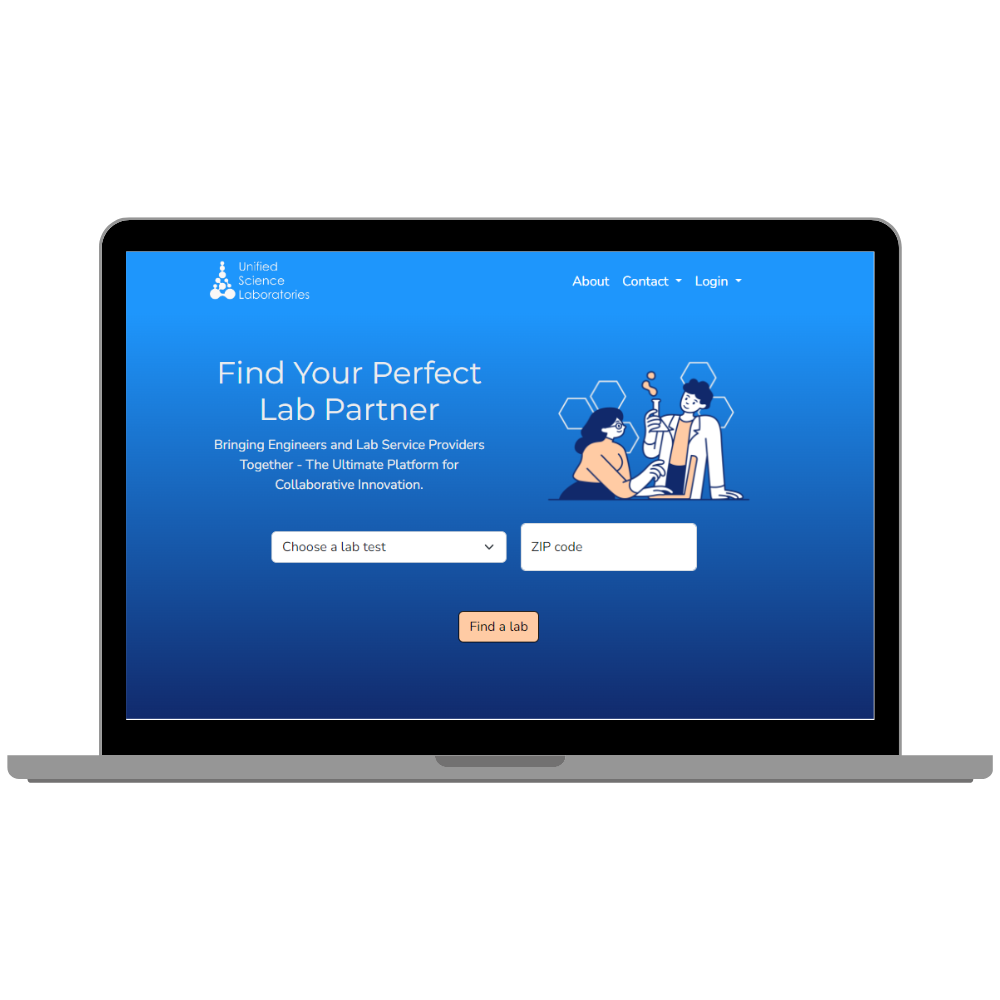 Unified
Science
Laboratories
About Contact Login
Find Your Perfect
Lab Partner
Bringing Engineers and Lab Service Providers
Together - The Ultimate Platform for
Collaborative Innovation.
Choose a lab test
ZIP code
Find a lab